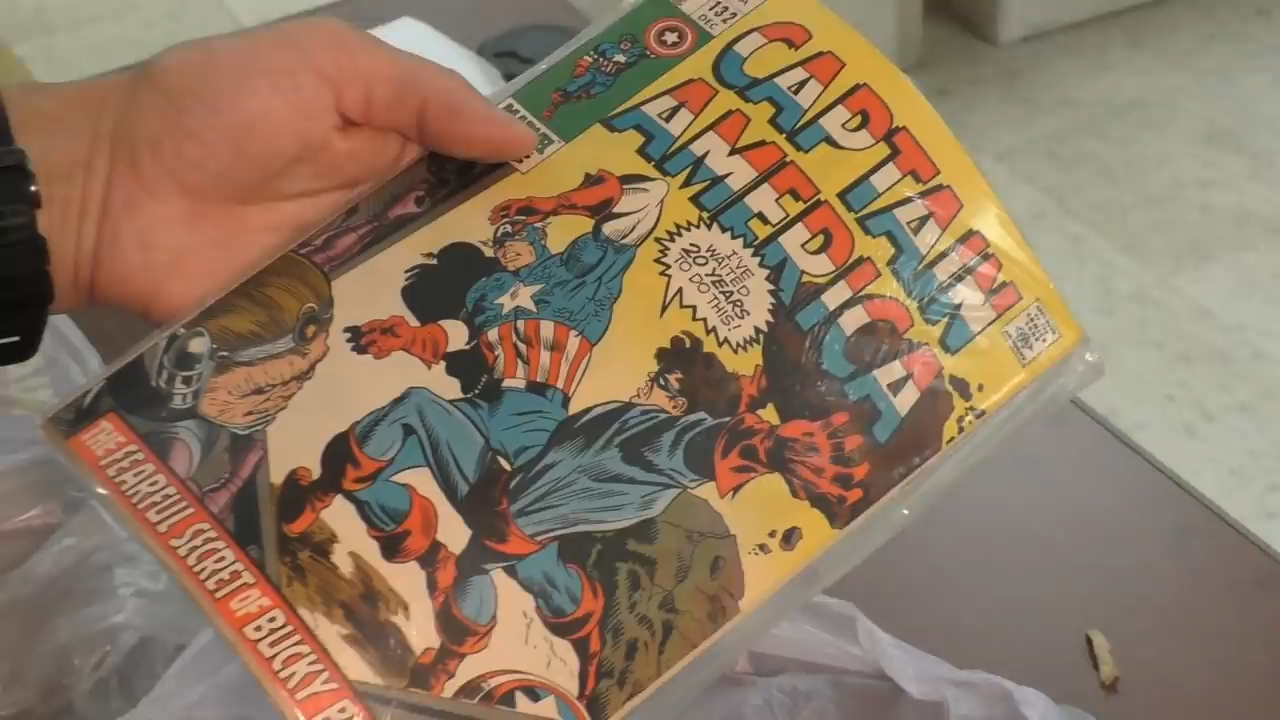 132
DEC
CAPTAIN
AMERICA
I'VE
WAITED
20 YEARS
TO DO THIS!
THE FEARFUL SECRET OF BUCKY